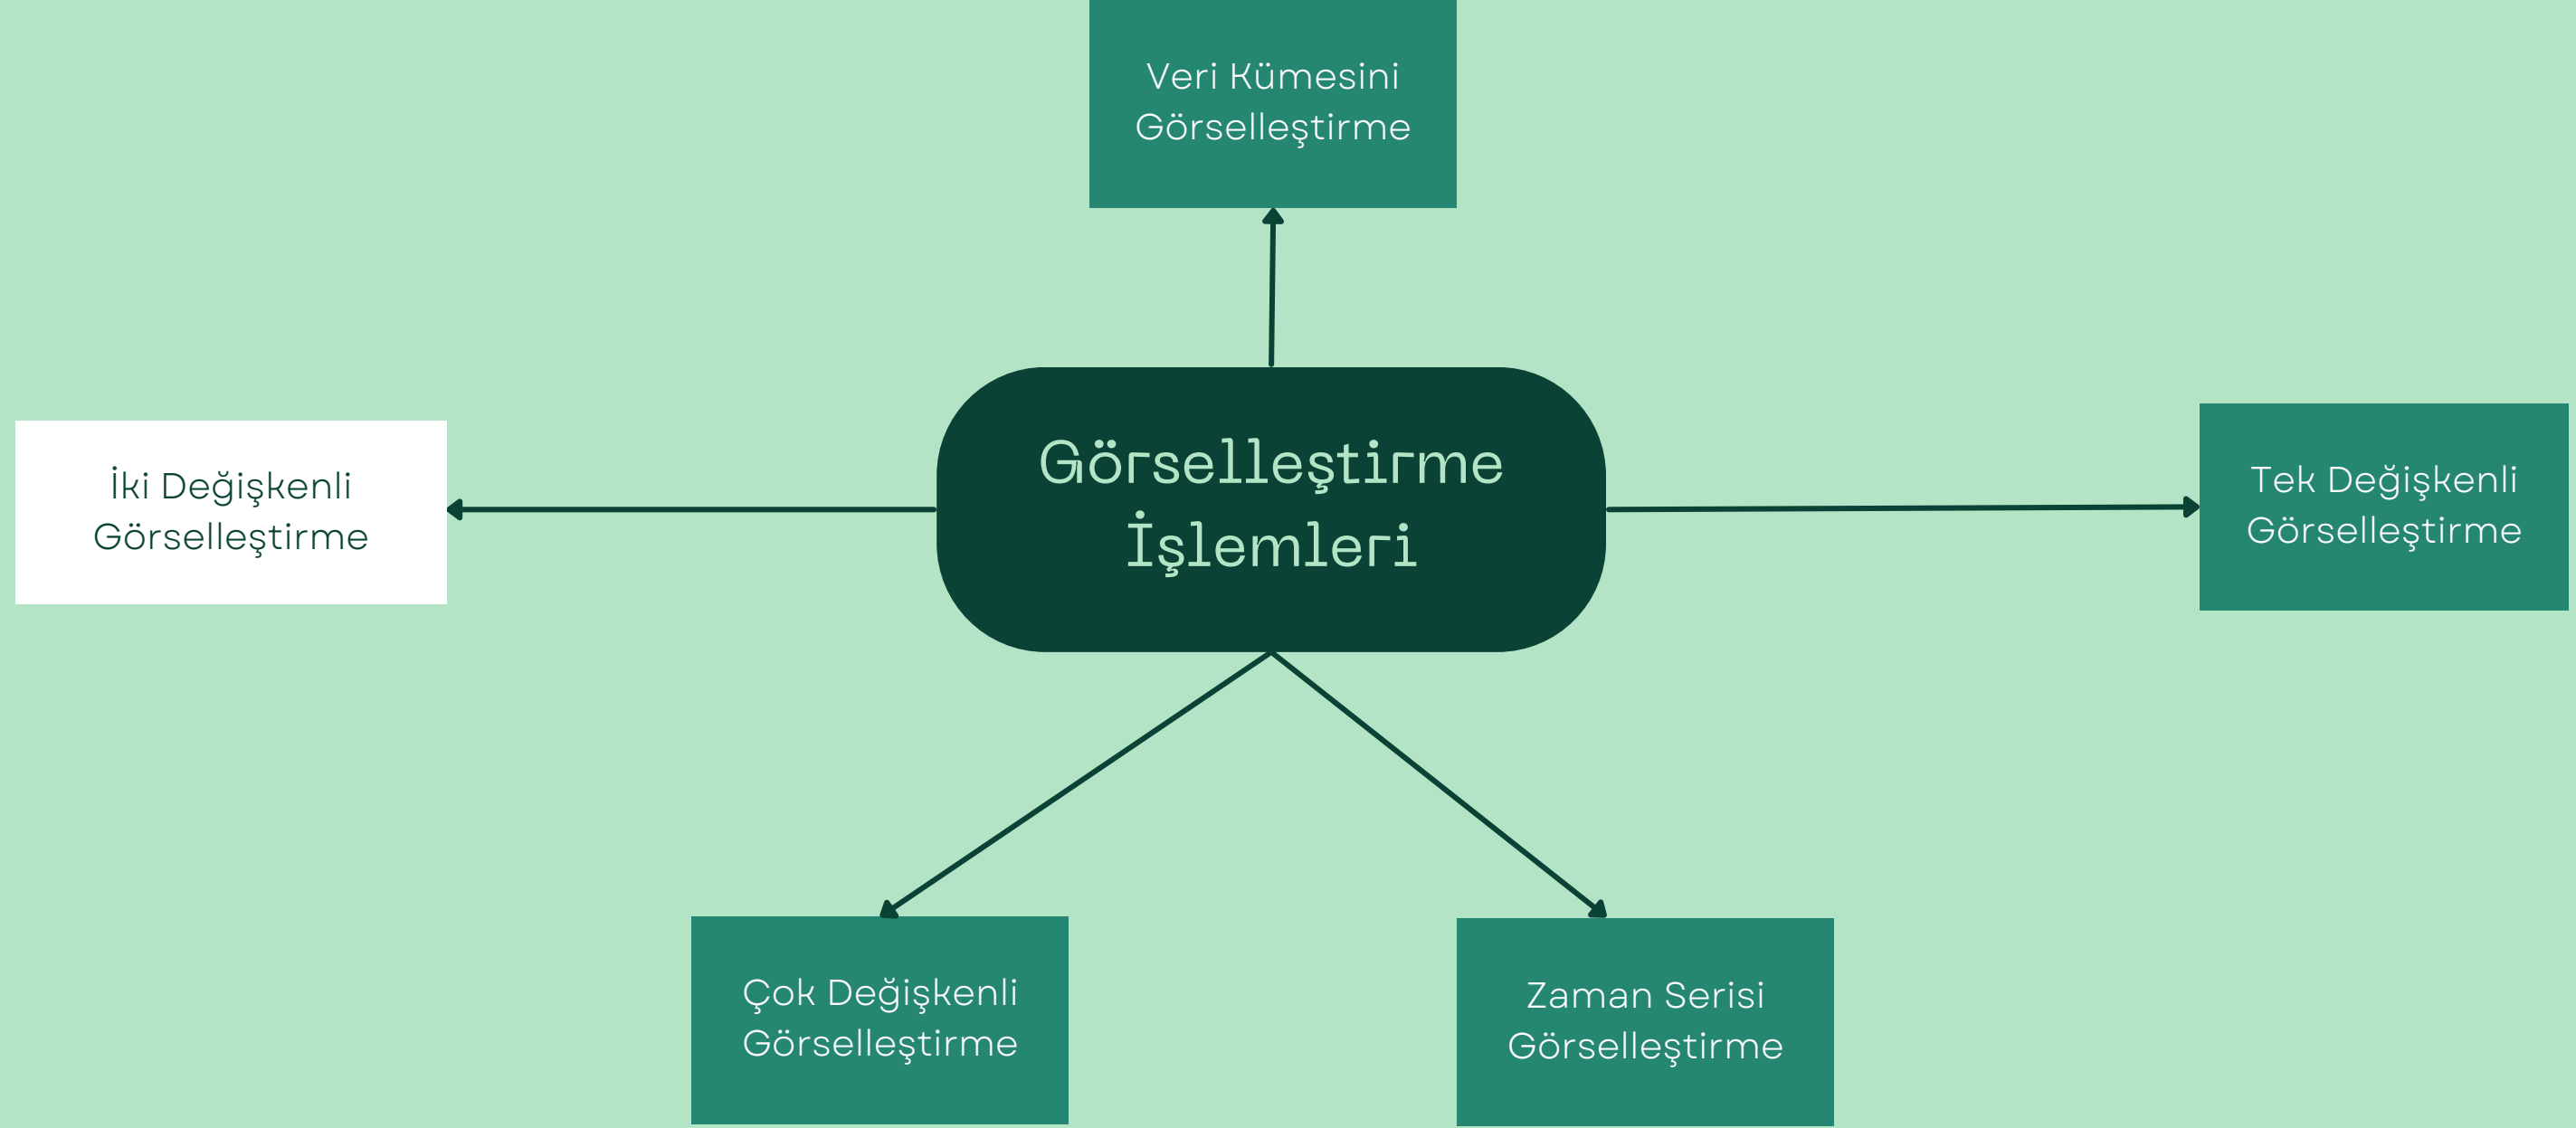 Veri Kümesini
Görselleştirme
Görselleştirme
İşlemleri
İki Değişkenli
Görselleştirme
Tek Değişkenli
Görselleştirme
Çok Değişkenli
Görselleştirme
Zaman Serisi
Görselleştirme